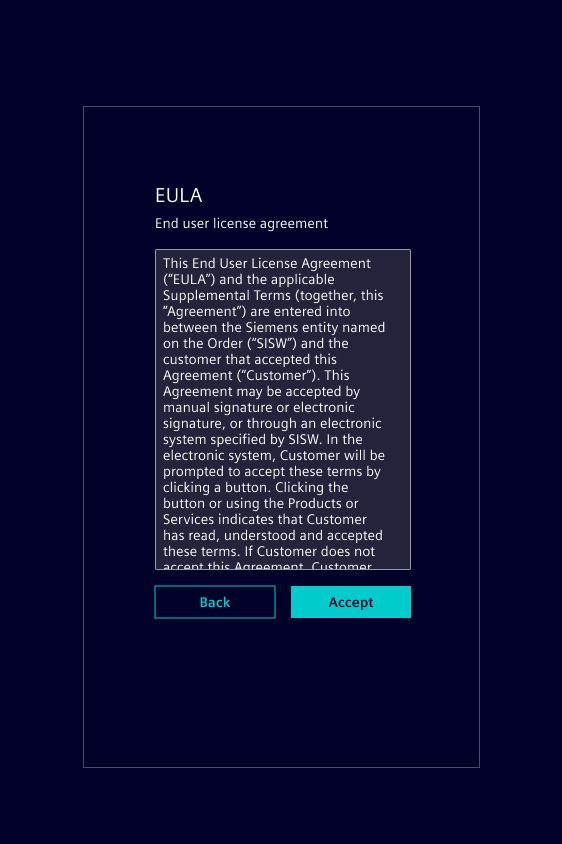 EULA
End user license agreement
This End User License Agreement
(“EULA”) and the applicable
Supplemental Terms (together, this
“Agreement”) are entered into
between the Siemens entity named
on the Order (“SISW”) and the
customer that accepted this
Agreement (“Customer”). This
Agreement may be accepted by
manual signature or electronic
signature, or through an electronic
system specified by SISW. In the
electronic system, Customer will be
prompted to accept these terms by
clicking a button. Clicking the
button or using the Products or
Services indicates that Customer
has read, understood and accepted
these terms. If Customer does not
accept this Agreement, Customer
Back
Accept